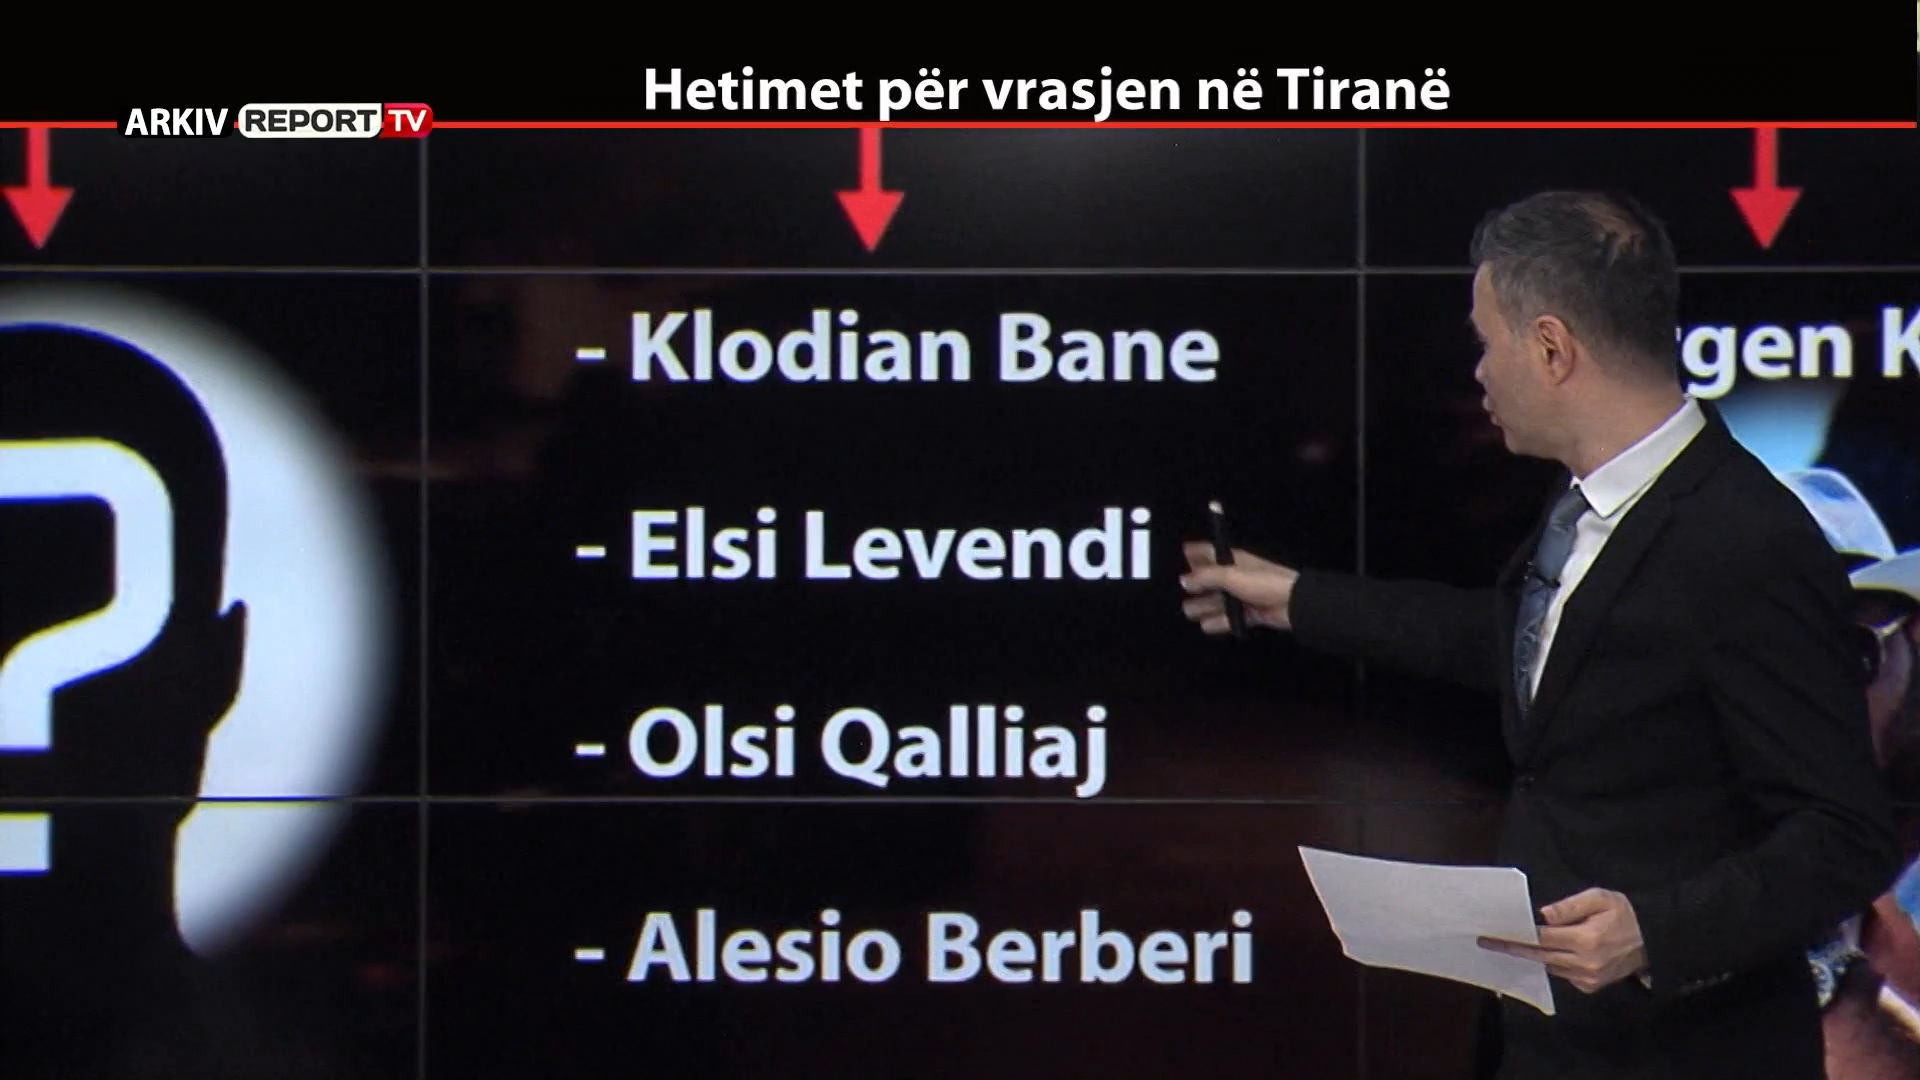 Hetimet për vrasjen në Tiranë
ARKIV REPORT TV
- Klodian Bane
- Elsi Levendi
- Olsi Qalliaj
- Alesio Berberi